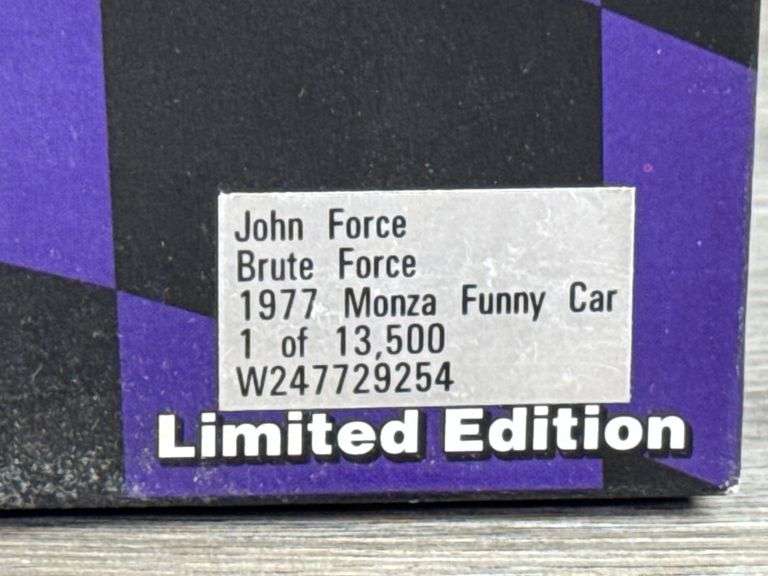 John Force
Brute Force
1977 Monza Funny Car
1 of 13,500
W247729254
Limited Edition